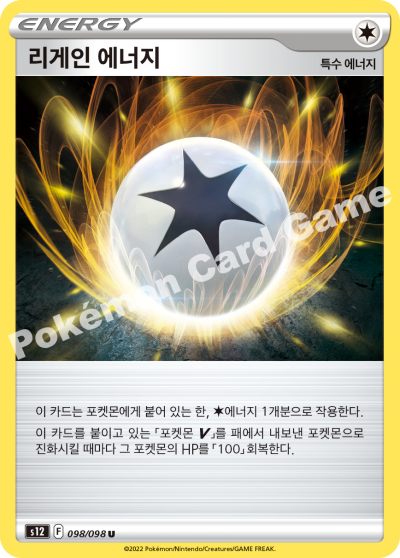 ENERGY
리게인 에너지
특수 에너지
Pokémon Card Game
이 카드는 포켓몬에게 붙어 있는 한, 에너지 1개분으로 작용한다.
이 카드를 붙이고 있는 「포켓몬 V」를 패에서 내보낸 포켓몬으로
진화시킬 때마다 그 포켓몬의 HP를 「100」회복한다.
s12 F 098/098 U
©2022 Pokémon/Nintendo/Creatures/GAME FREAK.